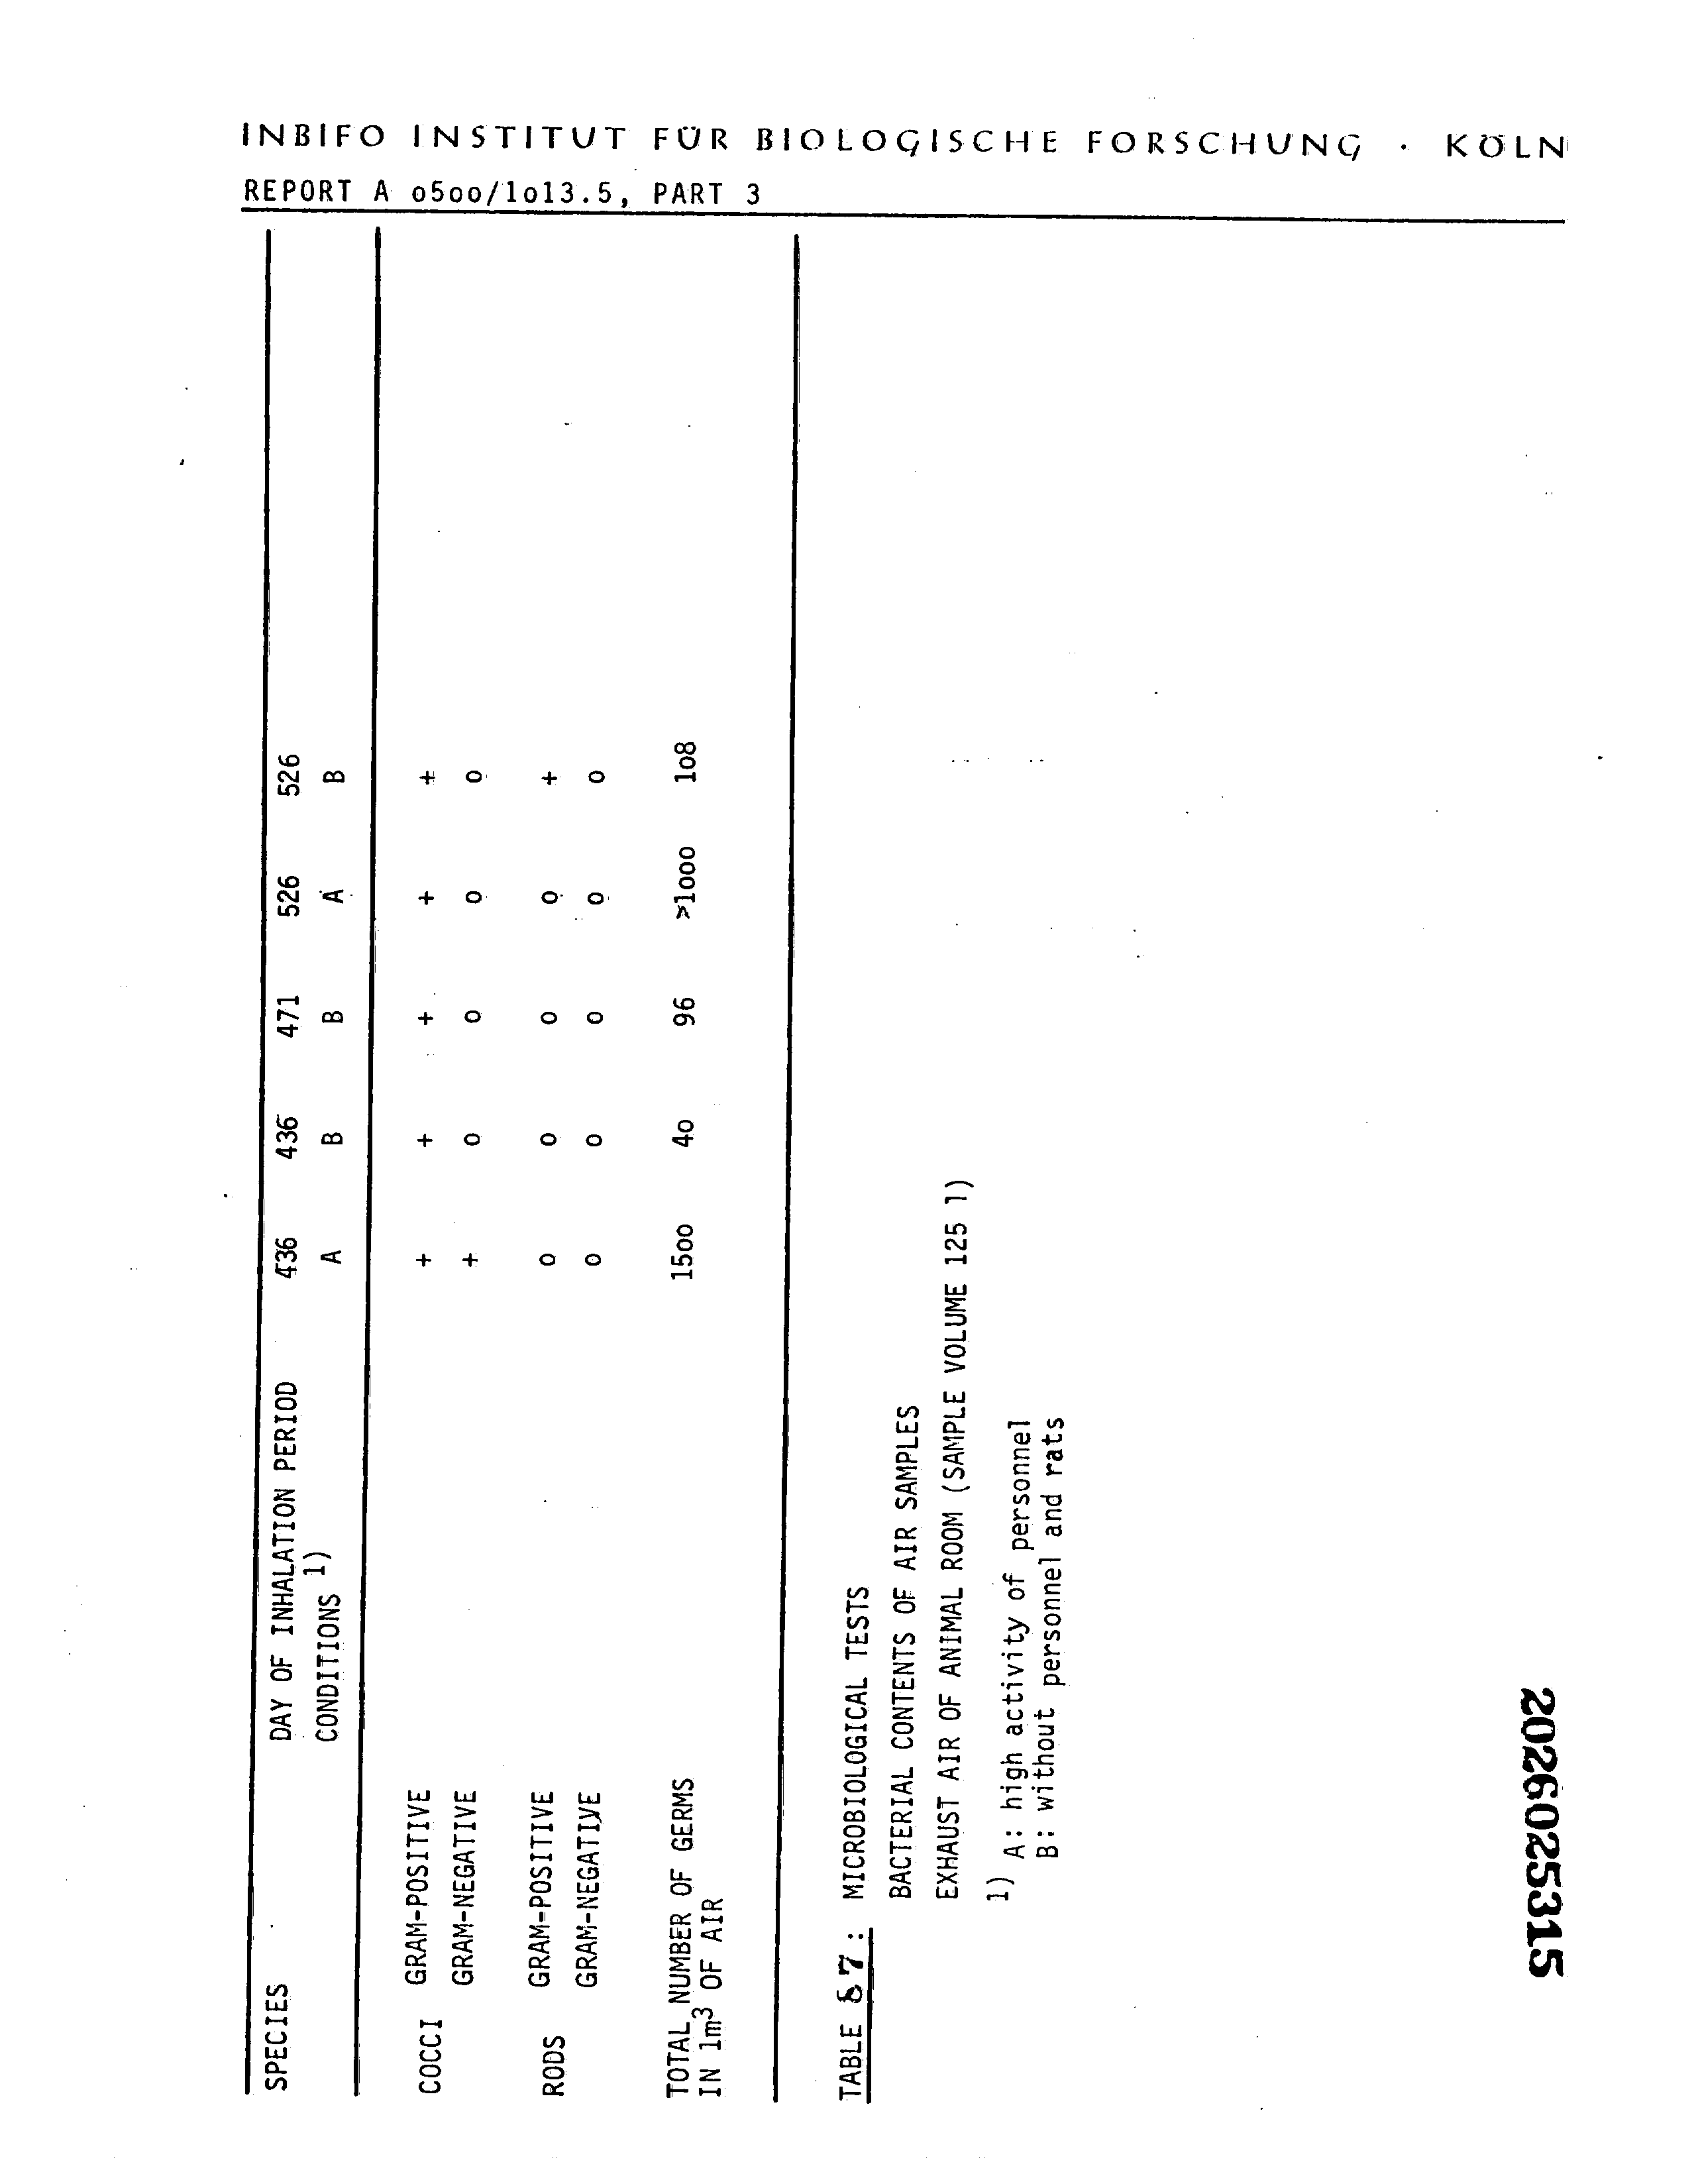 INBIFO INSTITUT FÜR BIOLOGISCHE FORSCHUNG · KÖLN
REPORT A o5oo/1o13.5, PART 3
SPECIES DAY OF INHALATION PERIOD 436 436 471 526 526
CONDITIONS 1) A B B A B
COCCI GRAM-POSITIVE + + + + +
GRAM-NEGATIVE + o o o o
RODS GRAM-POSITIVE o o o o +
GRAM-NEGATIVE o o o o o
TOTAL NUMBER OF GERMS 15oo 4o 96 >1ooo 1o8
IN 1m3 OF AIR
TABLE 87: MICROBIOLOGICAL TESTS
BACTERIAL CONTENTS OF AIR SAMPLES
EXHAUST AIR OF ANIMAL ROOM (SAMPLE VOLUME 125 l)
1) A: high activity of personnel
B: without personnel and rats
2026025315